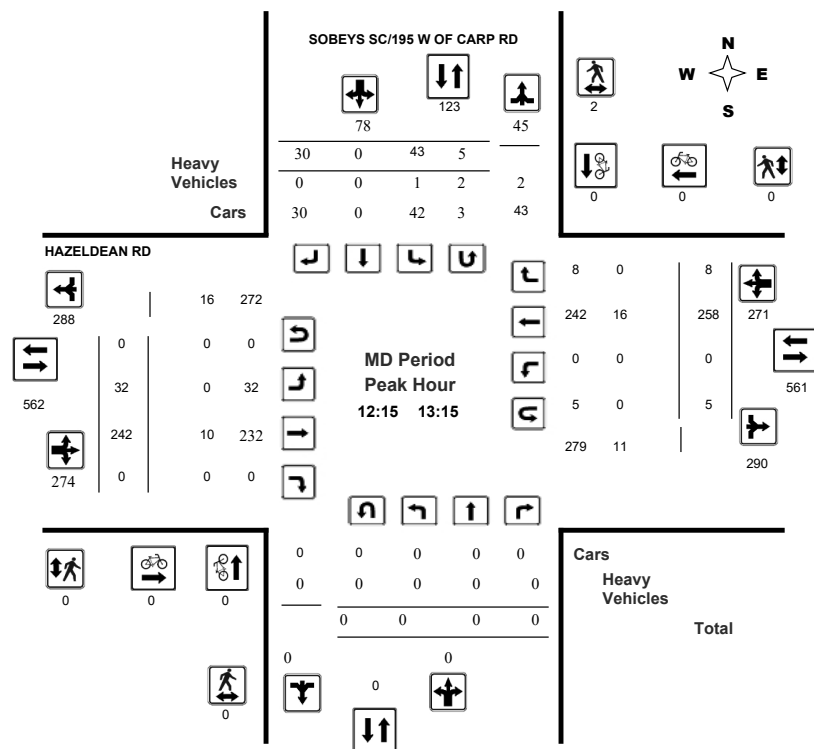 SOBEYS SC/195 W OF CARP RD
N
W E
S
123
2
78 45
30 0 43 5
Heavy
Vehicles
0 0 1 2 2
Cars 30 0 42 3 43
0 0 0
HAZELDEAN RD
288
16 272
0 0 0
562
32 0 32
242 10 232
274
0 0 0
MD Period
Peak Hour
12:15 13:15
8 0 8
242 16 258 271
0 0 0
561
5 0 5
279 11
290
0 0 0 0 0
Cars
0 0 0 0 0
Heavy
Vehicles
0 0 0 0
Total
0 0 0
0 0
0
0